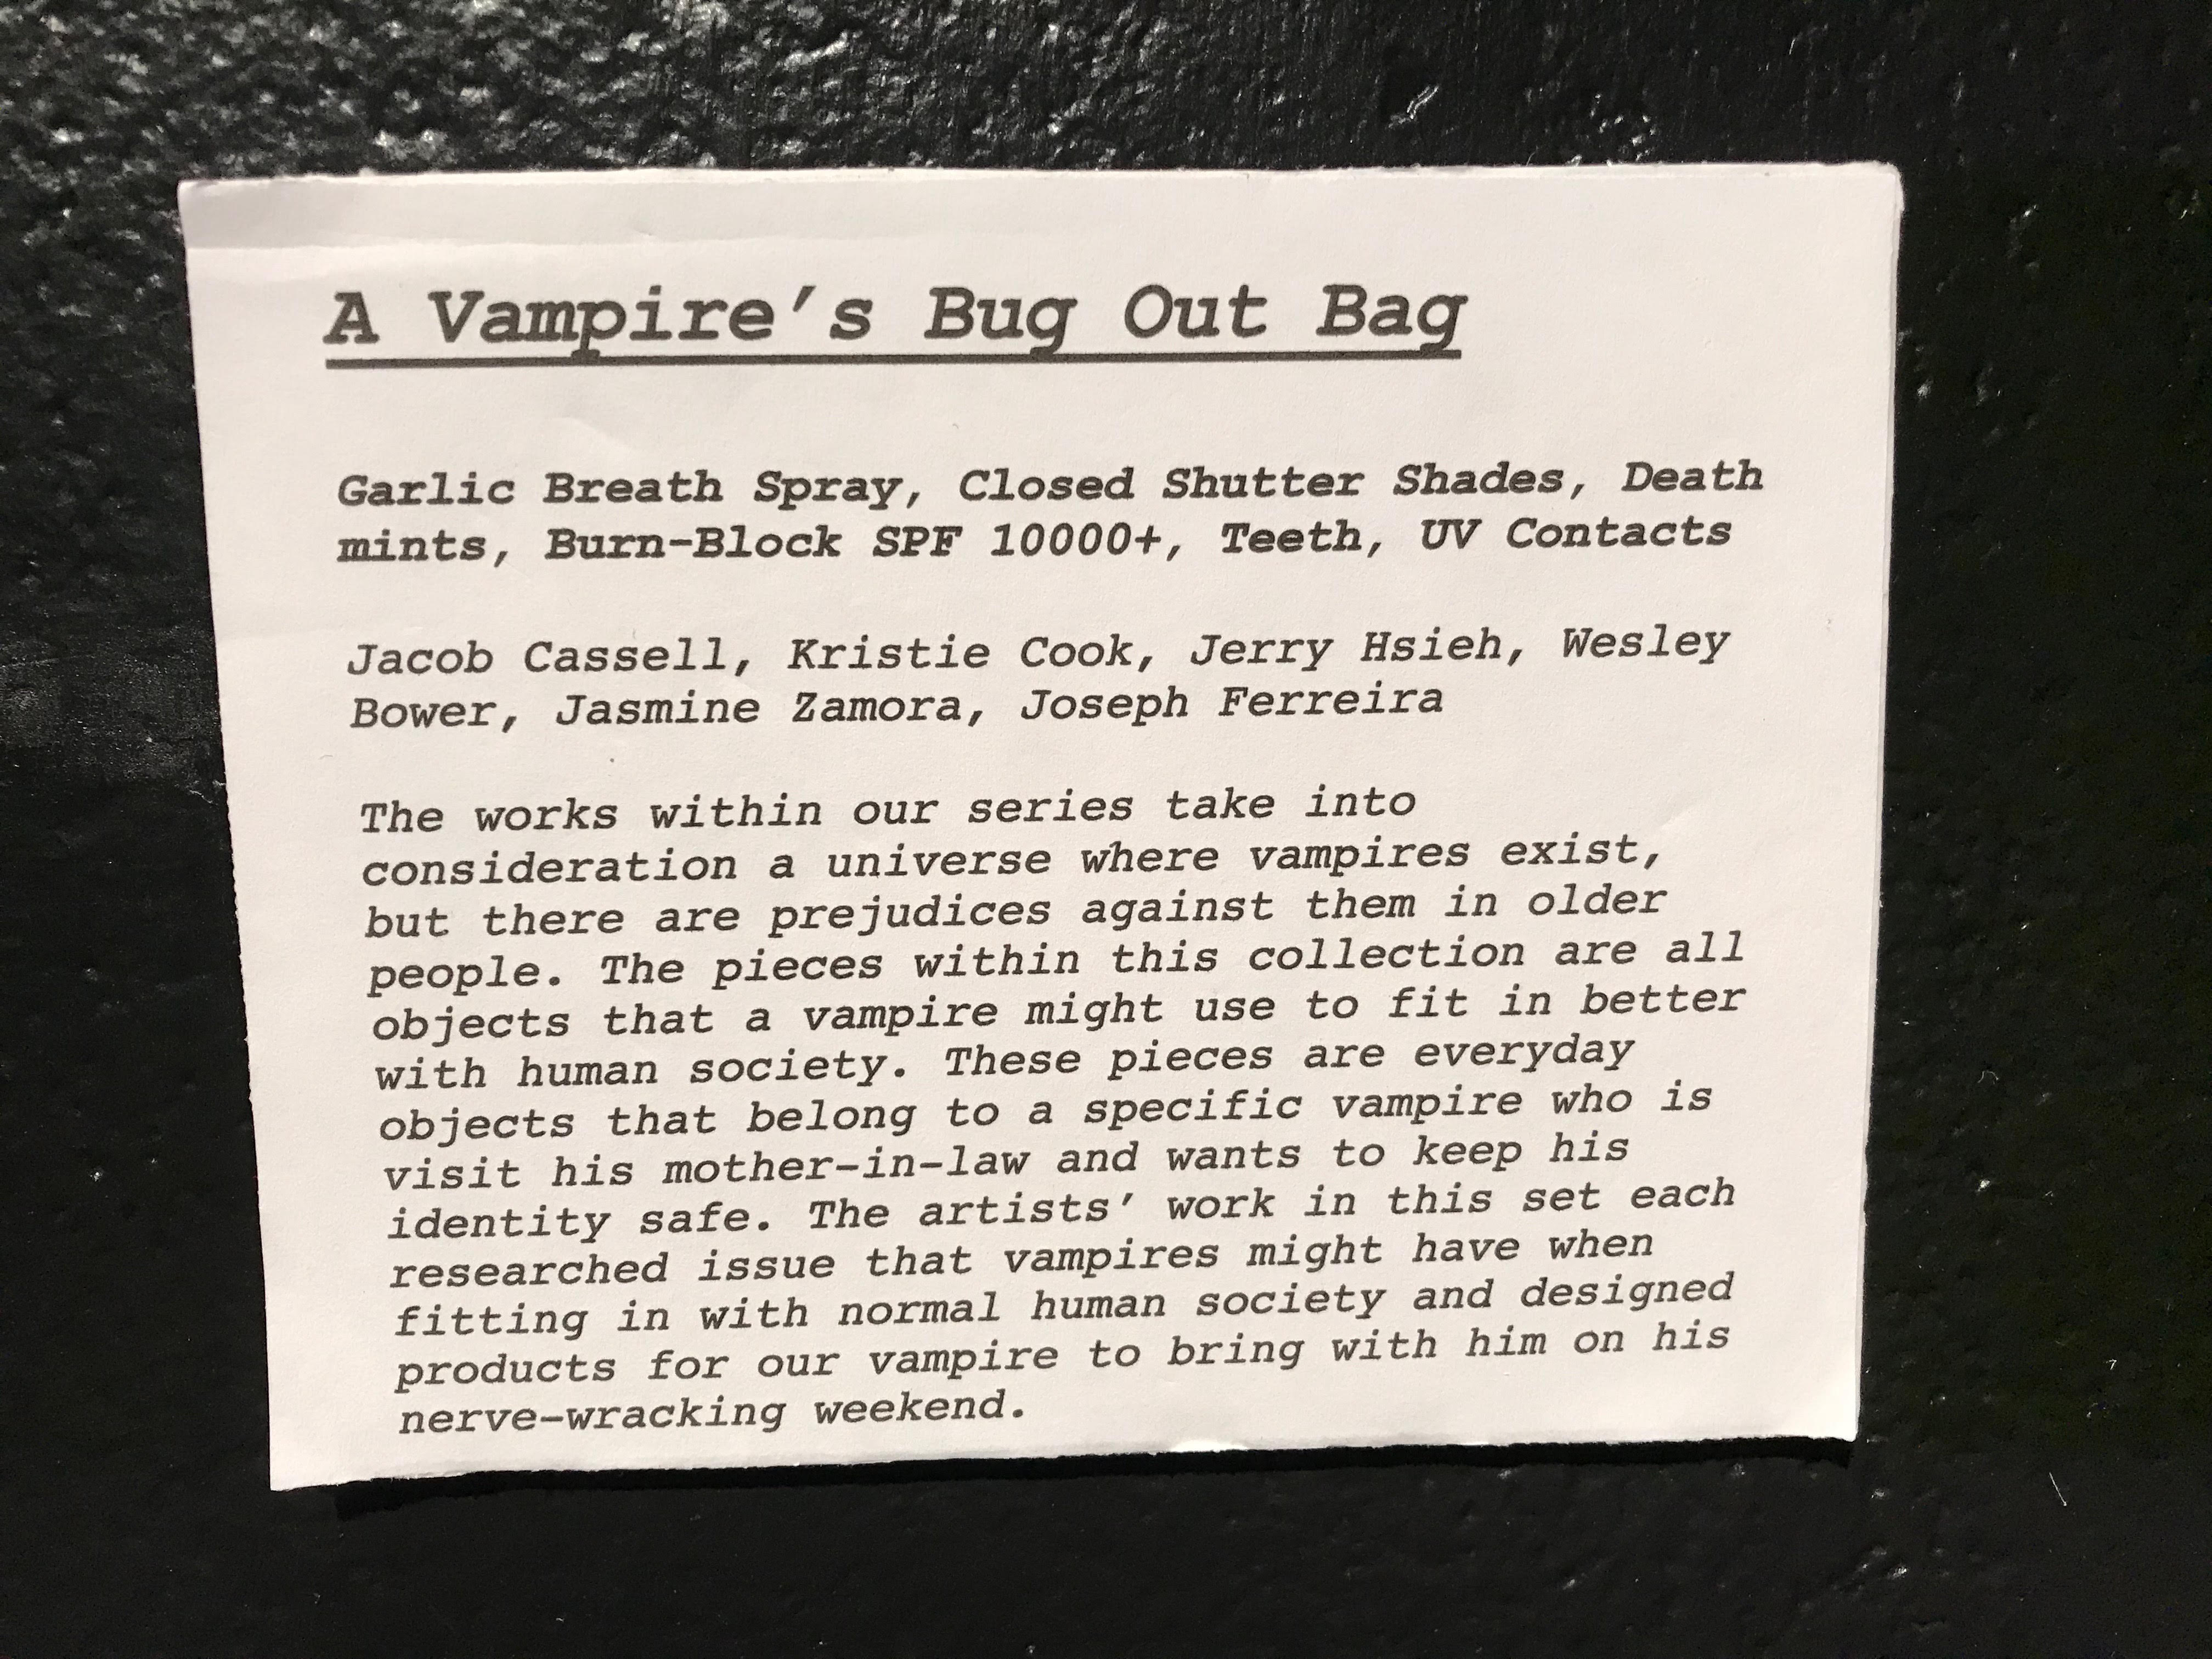 A Vampire's Bug Out Bag
Garlic Breath Spray, Closed Shutter Shades, Death
mints, Burn-Block SPF 10000+, Teeth, UV Contacts
Jacob Cassell, Kristie Cook, Jerry Hsieh, Wesley
Bower, Jasmine Zamora, Joseph Ferreira
The works within our series take into
consideration a universe where vampires exist,
but there are prejudices against them in older
people. The pieces within this collection are all
objects that a vampire might use to fit in better
with human society. These pieces are everyday
objects that belong to a specific vampire who is
visit his mother-in-law and wants to keep his
identity safe. The artists' work in this set each
researched issue that vampires might have when
fitting in with normal human society and designed
products for our vampire to bring with him on his
nerve-wracking weekend.